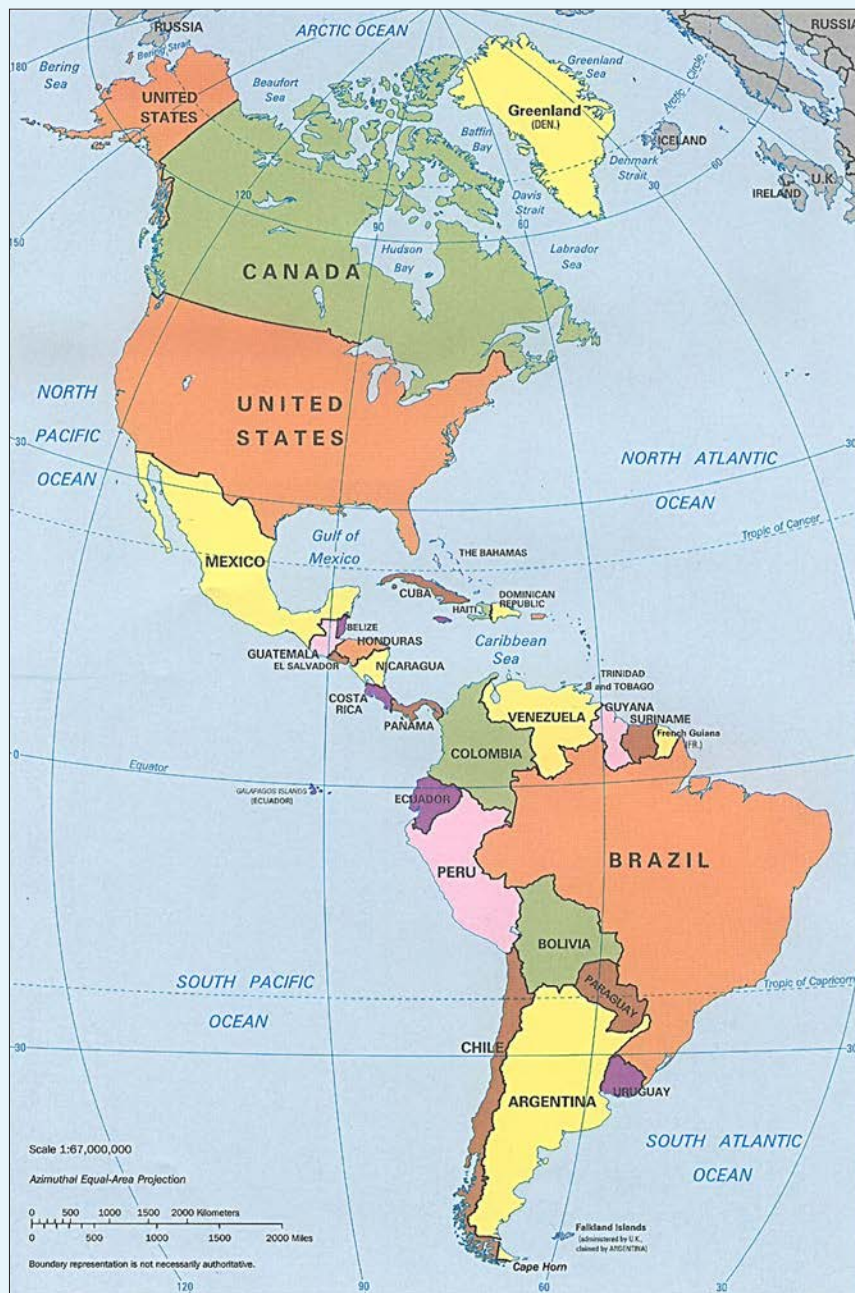 RUSSIA
ARCTIC OCEAN
RUSSIA
180
Bering
Sea
Bering Strait
Beaufort
Sea
Greenland
Sea
UNITED
STATES
Greenland
(DEN.)
Arctic Circle
Baffin
Bay
ICELAND
60
Denmark
Strait
U.K.
IRELAND
30
120
Davis
Strait
60
150
90
Hudson
Bay
Labrador
Sea
CANADA
NORTH
PACIFIC
OCEAN
UNITED
STATES
30
30
NORTH ATLANTIC
OCEAN
Gulf of
Mexico
Tropic of Cancer
MEXICO
THE BAHAMAS
CUBA
DOMINICAN
REPUBLIC
HAITI
BELIZE
HONDURAS
GUATEMALA
EL SALVADOR
NICARAGUA
Caribbean
Sea
COSTA
RICA
PANAMA
TRINIDAD
and TOBAGO
VENEZUELA
GUYANA
SURINAME
French Guiana
(FR.)
COLOMBIA
0
Equator
0
GALAPAGOS ISLANDS
(ECUADOR)
ECUADOR
PERU
BRAZIL
BOLIVIA
SOUTH PACIFIC
OCEAN
PARAGUAY
Tropic of Capricorn
30
CHILE
30
URUGUAY
ARGENTINA
SOUTH ATLANTIC
OCEAN
Scale 1:67,000,000
Azimuthal Equal-Area Projection
0 500 1000 1500 2000 Kilometers
0 500 1000 1500 2000 Miles
Falkland Islands
(administered by U.K.,
claimed by ARGENTINA)
Boundary representation is not necessarily authoritative.
Cape Horn
120
90
60
30